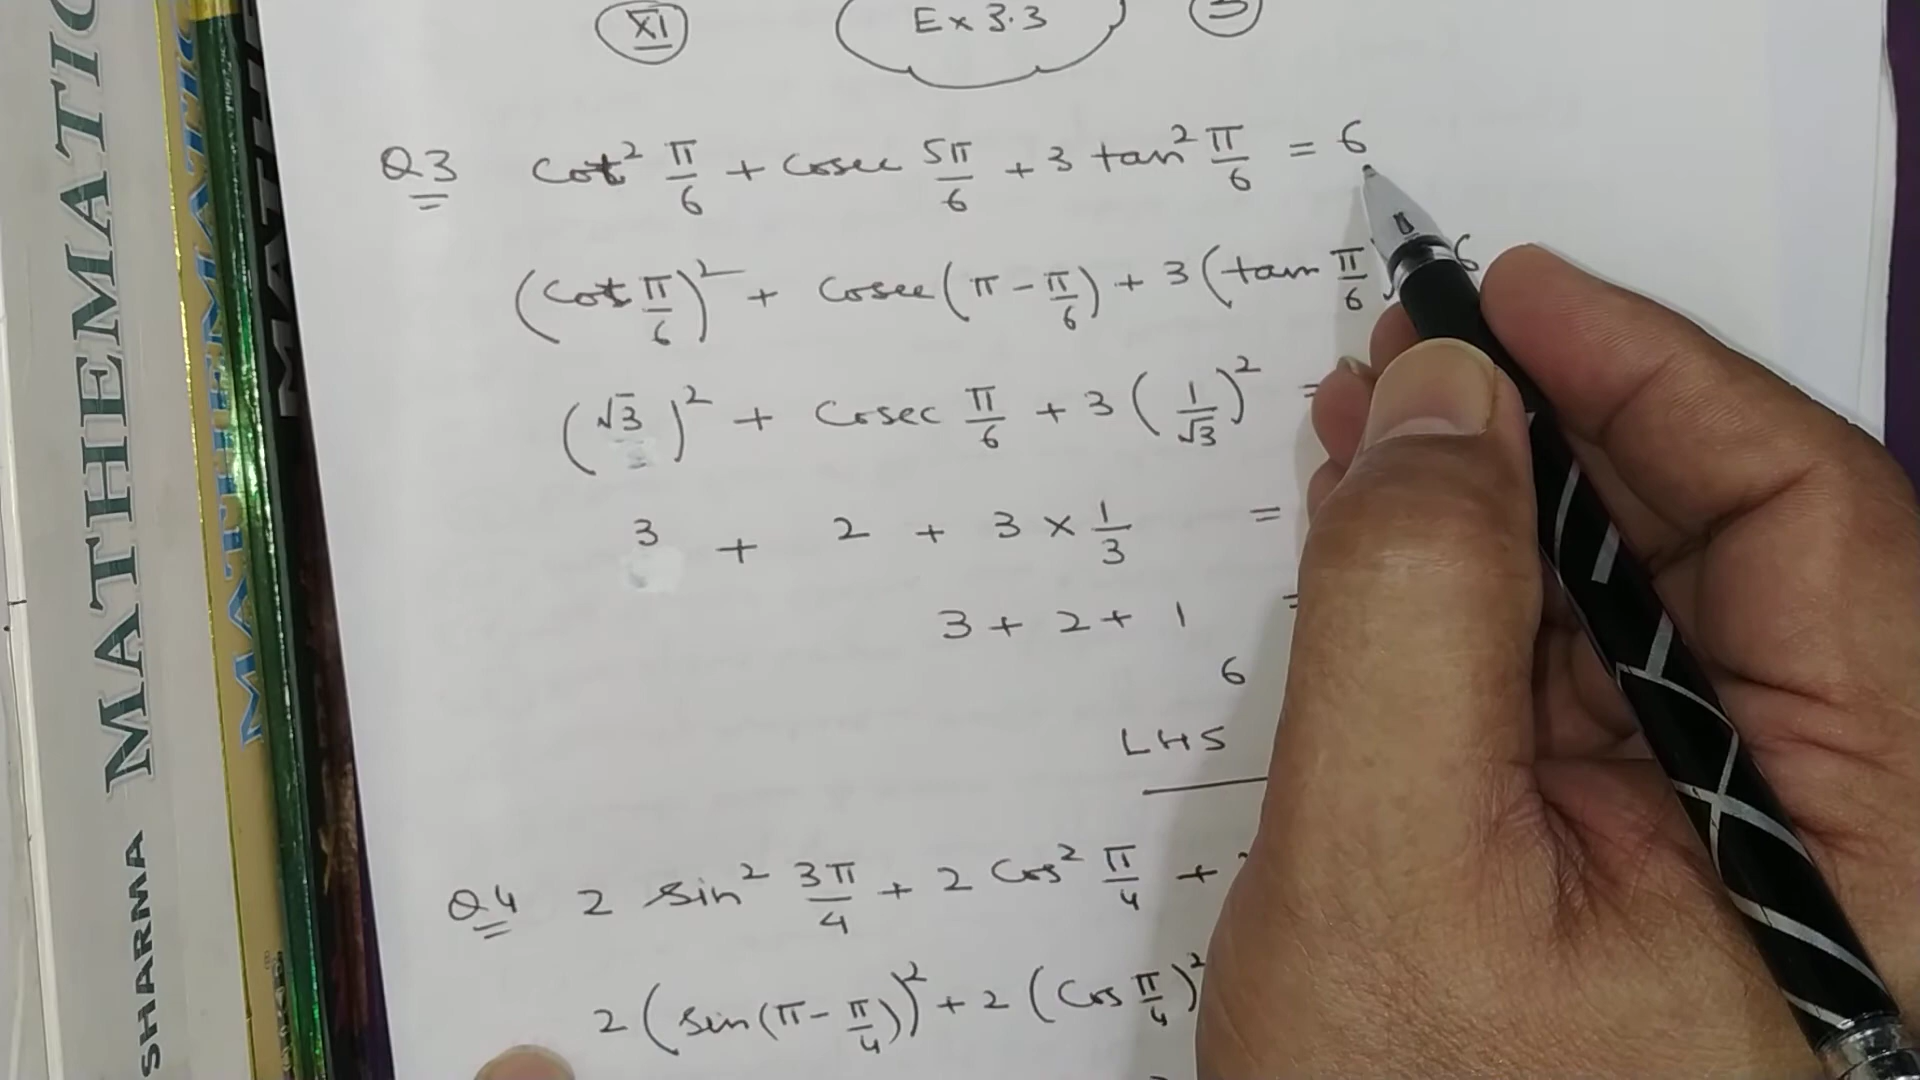 XI Ex 3.3
Q3 cot² π/6 + cosec 5π/6 + 3 tan² π/6 = 6
(cot π/6)² + cosec(π - π/6) + 3(tan π/6) 6
(√3)² + cosec π/6 + 3(1/√3)² =
3 + 2 + 3 × 1/3 =
3 + 2 + 1 =
6
LHS
Q4 2 sin² 3π/4 + 2 cos² π/4 +
2(sin(π - π/4))² + 2(cos π/4)²
MATHEMATIC
SHARMA
MATHEMATIC
MATHE